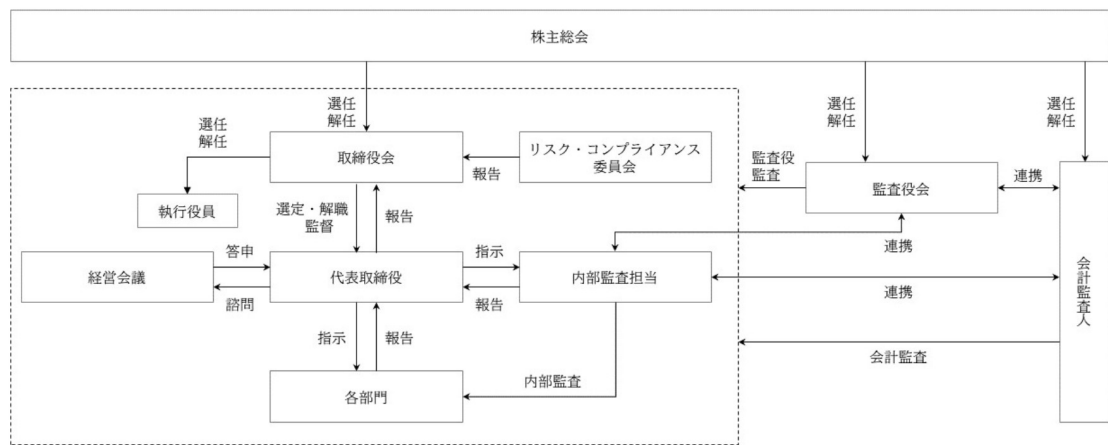 株主総会
選任
解任
選任
解任
選任
解任
選任
解任
取締役会
報告
リスク・コンプライアンス
委員会
監査役
監査
監査役会
連携
執行役員
選定・解職
監督
報告
連携
経営会議
答申
諮問
代表取締役
指示
報告
内部監査担当
連携
会計監査人
指示
報告
会計監査
各部門
内部監査